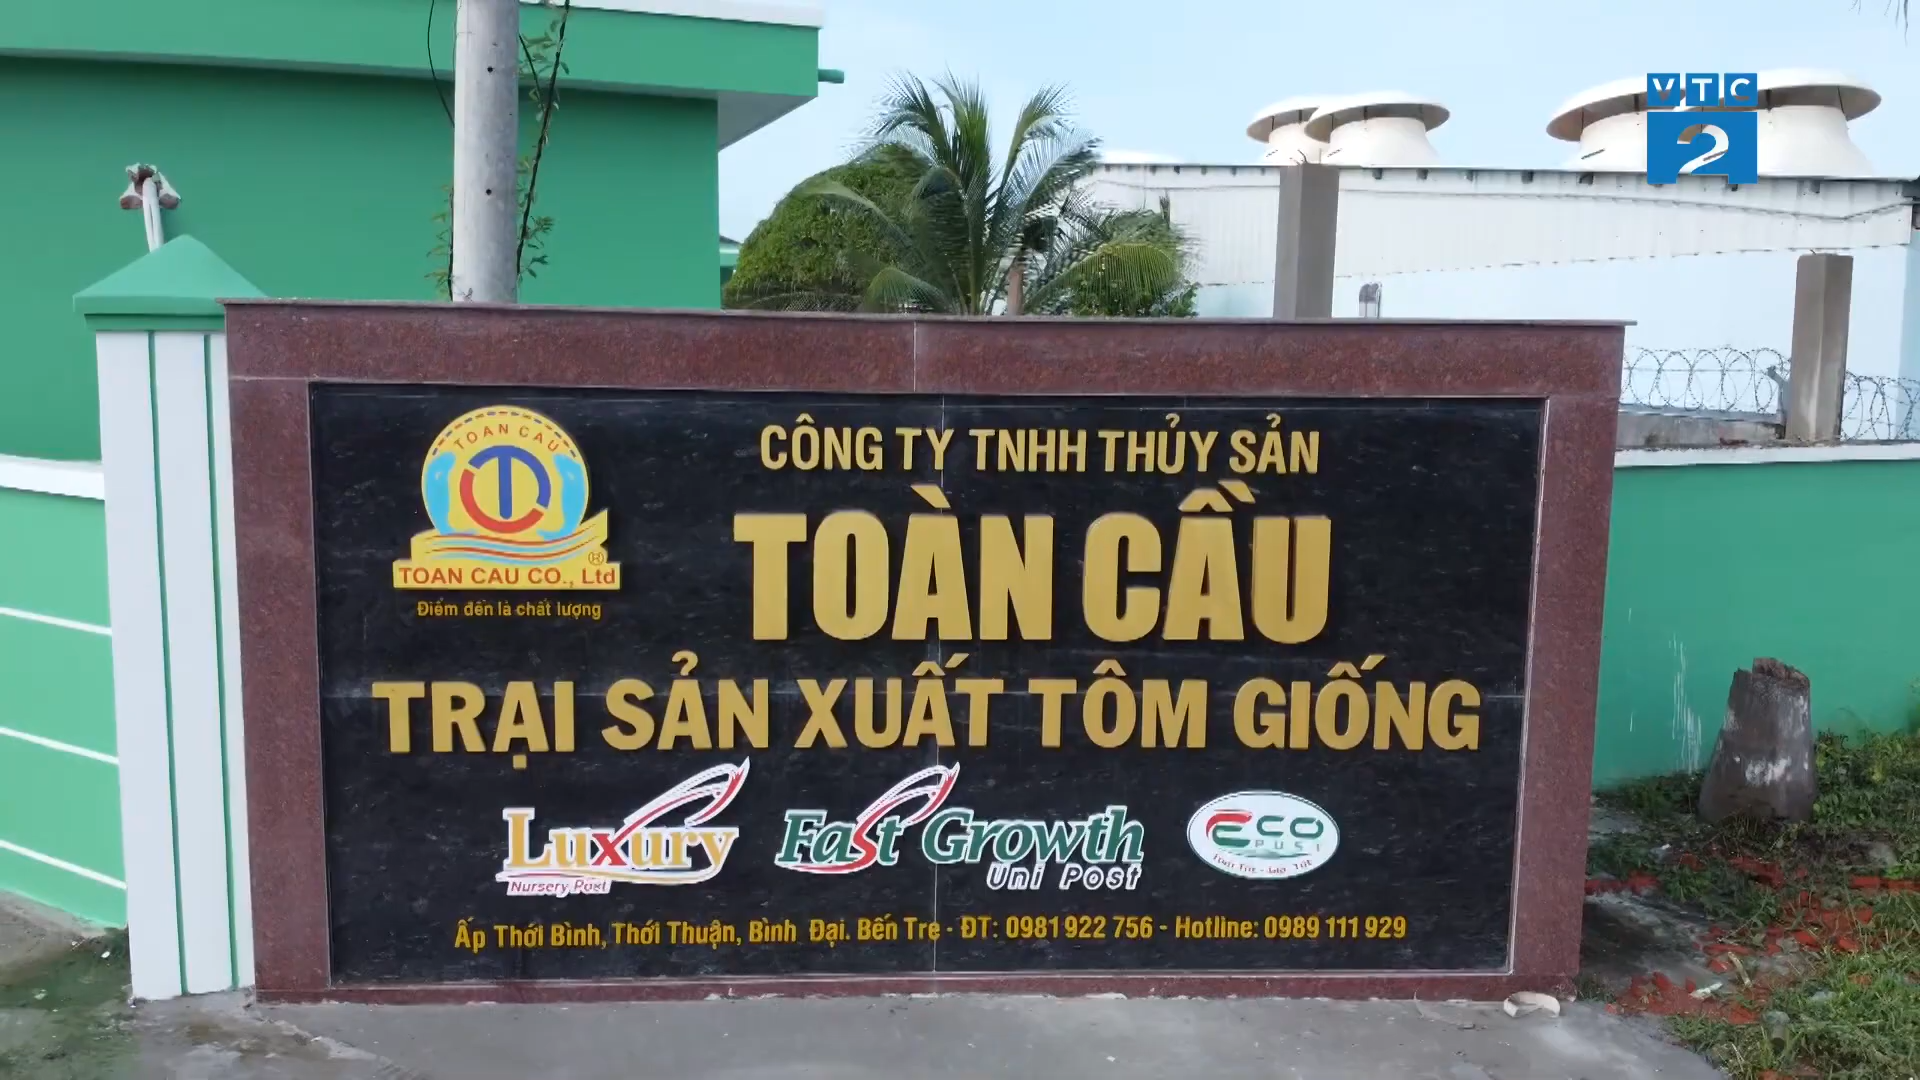 VTC
2
CÔNG TY TNHH THỦY SẢN
TOÀN CẦU
TOAN CAU
TC
TOAN CAU CO., Ltd
Điểm đến là chất lượng
TRẠI SẢN XUẤT TÔM GIỐNG
Luxury
Nursery Post
Fast Growth
Uni Post
ECO
PUSI
Ấp Thới Bình, Thới Thuận, Bình Đại. Bến Tre - ĐT: 0981 922 756 - Hotline: 0989 111 929